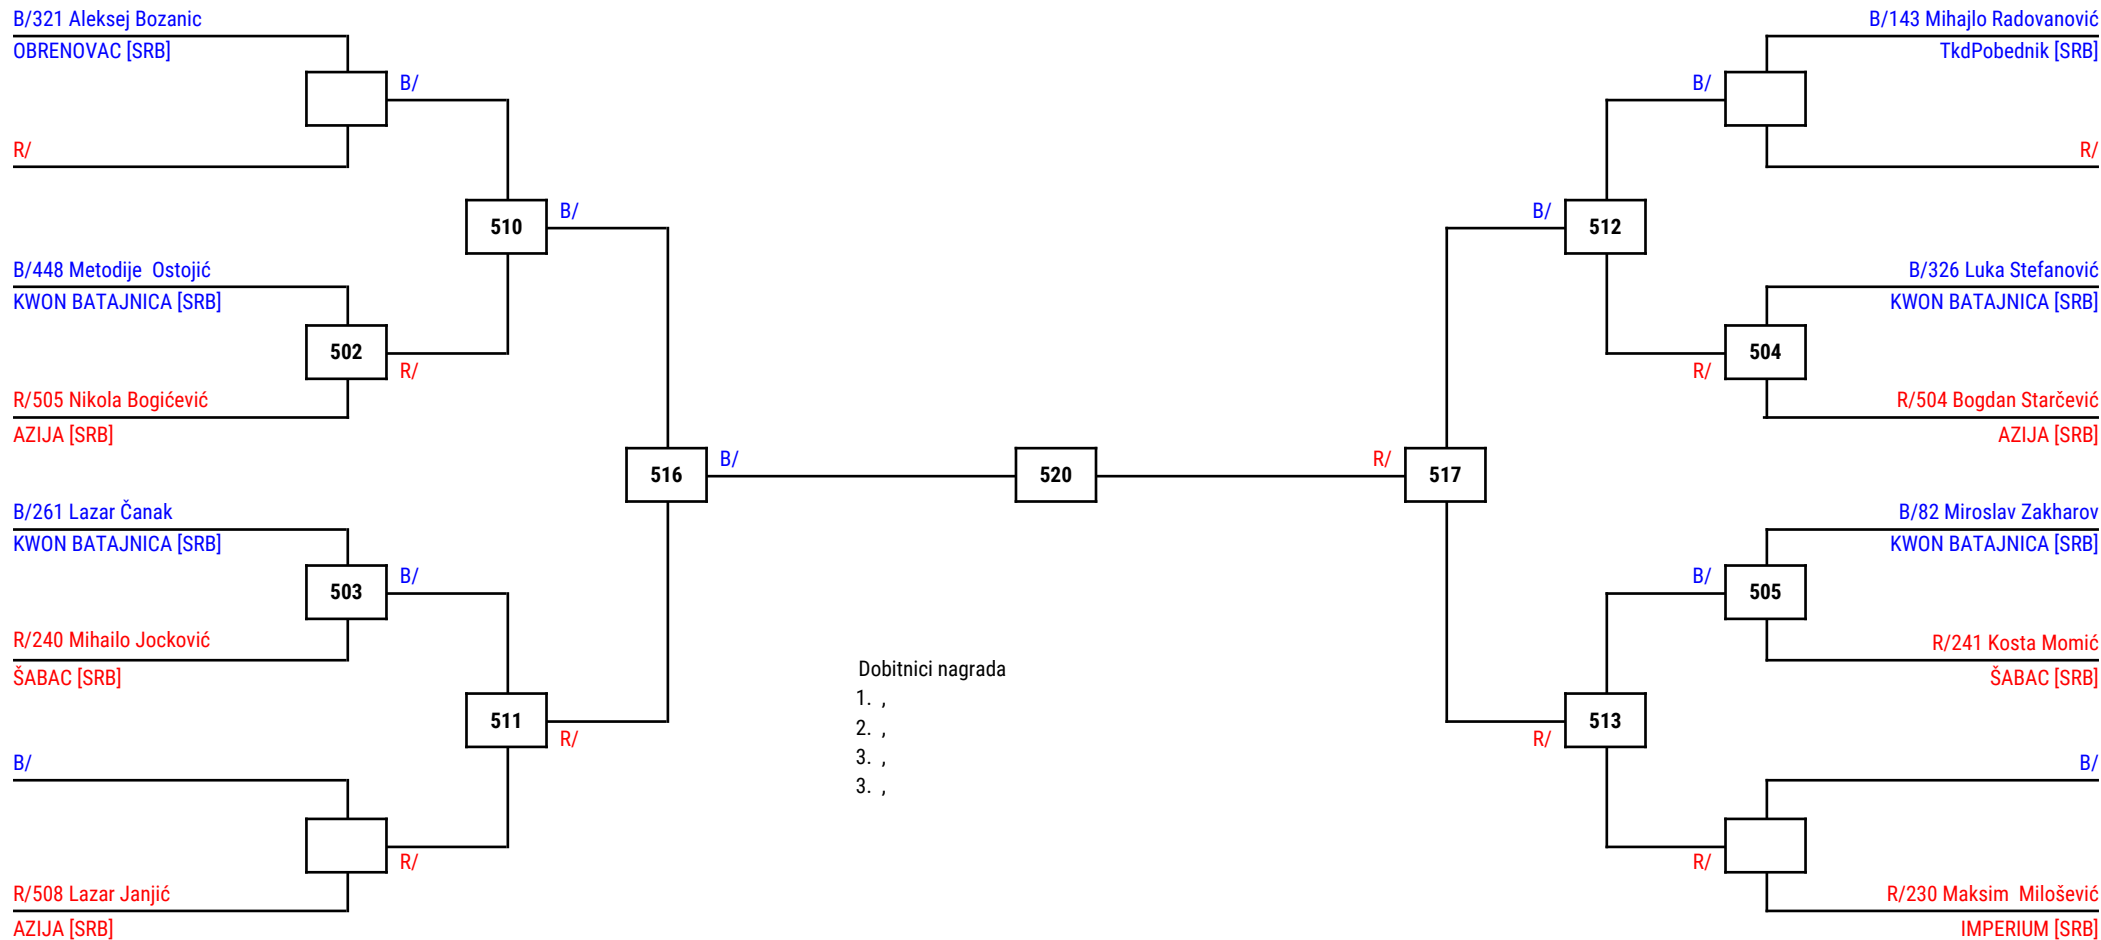 B/321 Aleksej Bozanic
OBRENOVAC [SRB]
B/
R/
510
B/
B/448 Metodije  Ostojić
KWON BATAJNICA [SRB]
502
R/
R/505 Nikola Bogićević
AZIJA [SRB]
516
B/
B/261 Lazar Čanak
KWON BATAJNICA [SRB]
503
B/
R/240 Mihailo Jocković
ŠABAC [SRB]
511
R/
B/
R/
R/508 Lazar Janjić
AZIJA [SRB]
520
Dobitnici nagrada
1. ,
2. ,
3. ,
3. ,
B/143 Mihajlo Radovanović
TkdPobednik [SRB]
B/
R/
B/
512
B/326 Luka Stefanović
KWON BATAJNICA [SRB]
504
R/
R/504 Bogdan Starčević
AZIJA [SRB]
R/
517
B/82 Miroslav Zakharov
KWON BATAJNICA [SRB]
B/
505
R/241 Kosta Momić
ŠABAC [SRB]
513
R/
B/
R/
R/230 Maksim  Milošević
IMPERIUM [SRB]